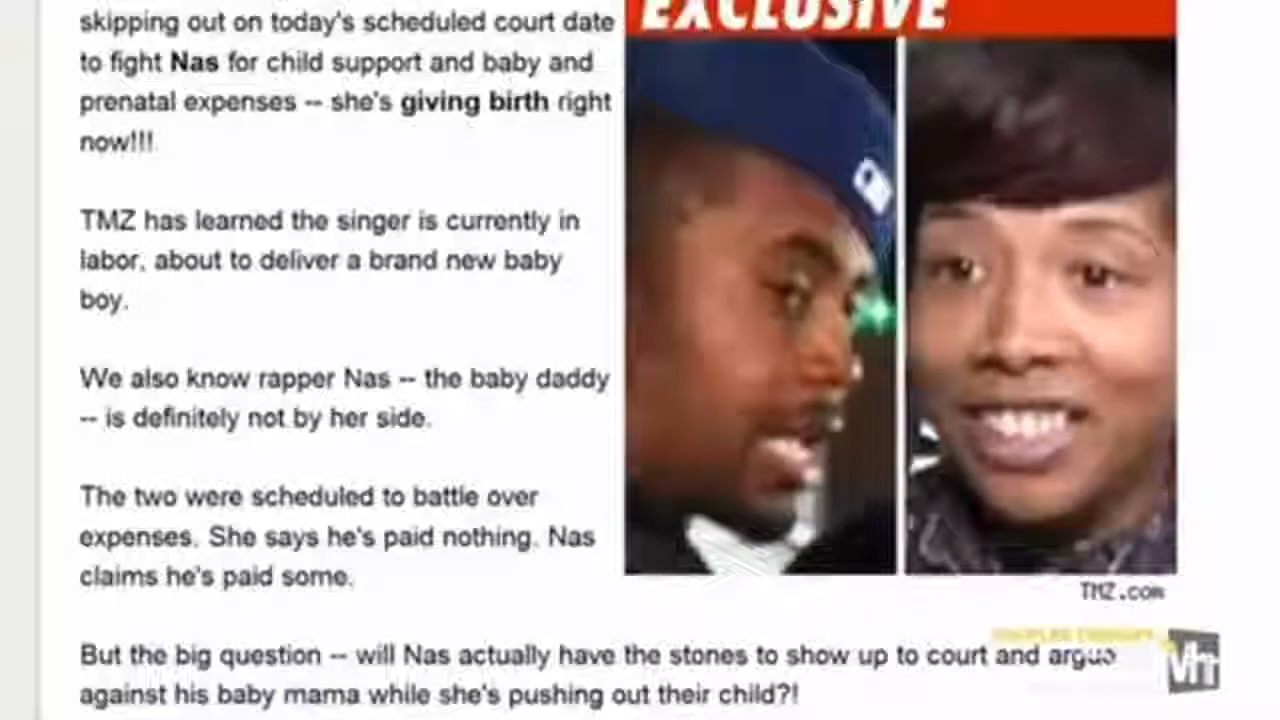 EXCLUSIVE
skipping out on today's scheduled court date
to fight Nas for child support and baby and
prenatal expenses -- she's giving birth right
now!!!
TMZ has learned the singer is currently in
labor, about to deliver a brand new baby
boy.
We also know rapper Nas -- the baby daddy
-- is definitely not by her side.
The two were scheduled to battle over
expenses. She says he's paid nothing. Nas
claims he's paid some.
TMZ.com
But the big question -- will Nas actually have the stones to show up to court and argue
against his baby mama while she's pushing out their child?!
COUPLES THERAPY
Vh1